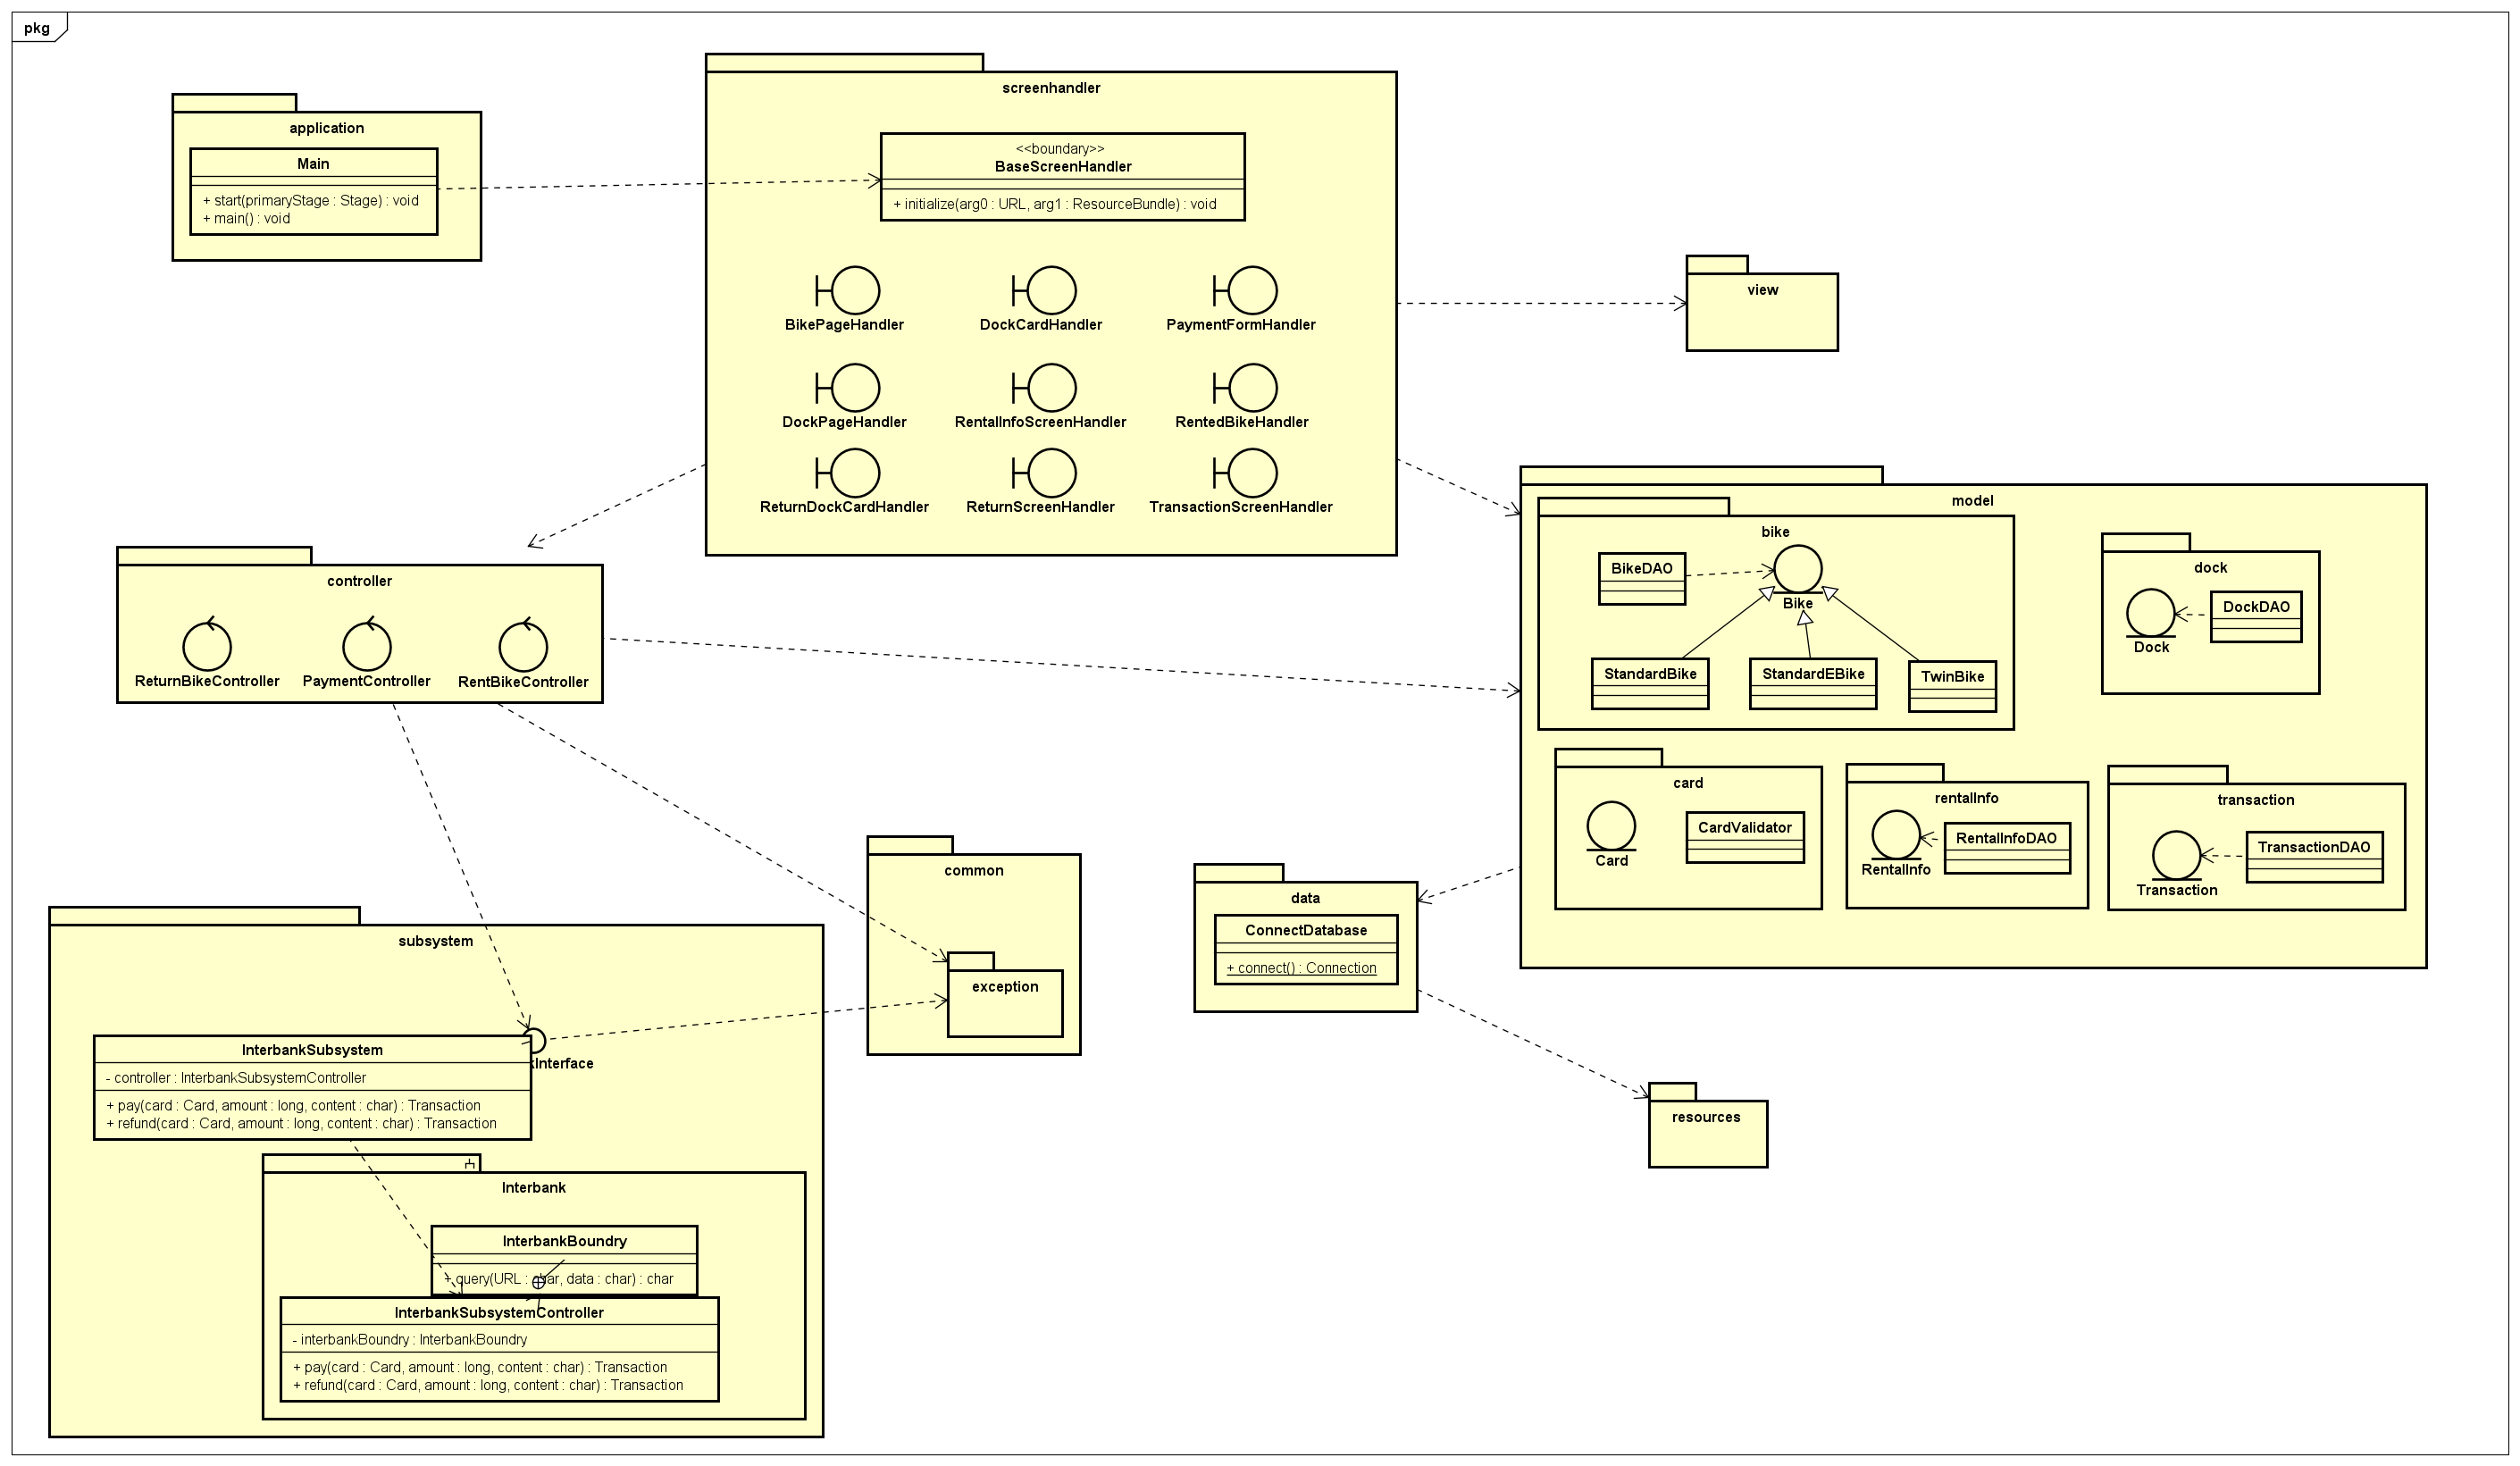 pkg
application
Main
+ start(primaryStage : Stage) : void
+ main() : void
screenhandler
<<boundary>>
BaseScreenHandler
+ initialize(arg0 : URL, arg1 : ResourceBundle) : void
BikePageHandler
DockCardHandler
PaymentFormHandler
DockPageHandler
RentalInfoScreenHandler
RentedBikeHandler
ReturnDockCardHandler
ReturnScreenHandler
TransactionScreenHandler
view
controller
ReturnBikeController
PaymentController
RentBikeController
model
bike
BikeDAO
Bike
StandardBike
StandardEBike
TwinBike
dock
Dock
DockDAO
card
Card
CardValidator
rentalInfo
RentalInfo
RentalInfoDAO
transaction
Transaction
TransactionDAO
common
exception
data
ConnectDatabase
+ connect() : Connection
resources
subsystem
InterbankSubsystem
- controller : InterbankSubsystemController
+ pay(card : Card, amount : long, content : char) : Transaction
+ refund(card : Card, amount : long, content : char) : Transaction
Interface
Interbank
InterbankBoundry
+ query(URL : char, data : char) : char
InterbankSubsystemController
- interbankBoundry : InterbankBoundry
+ pay(card : Card, amount : long, content : char) : Transaction
+ refund(card : Card, amount : long, content : char) : Transaction